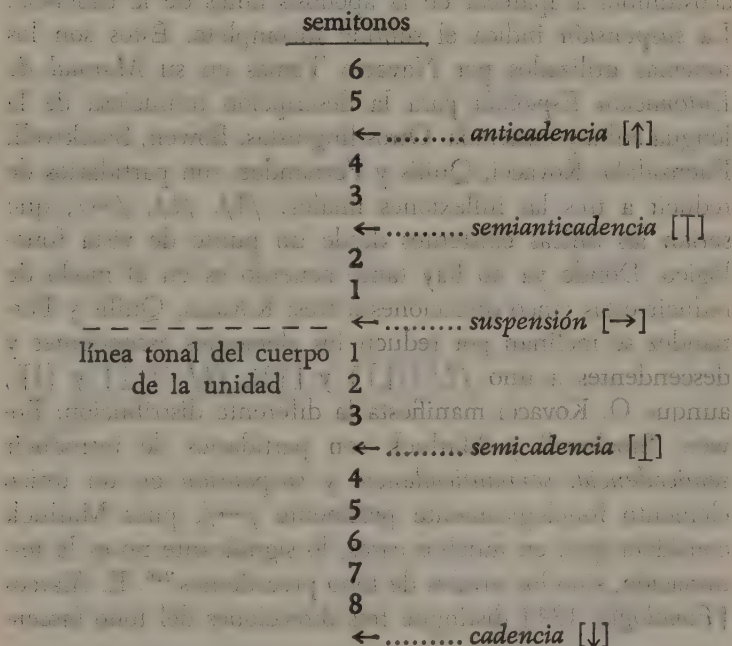 semitonos
6
5
← ......... anticadencia [↑]
4
3
← ......... semianticadencia [⊤]
2
1
— — — — — — — — — ← ......... suspensión [→]
línea tonal del cuerpo 1
de la unidad 2
3
← ......... semicadencia [⊥]
4
5
6
7
8
← ......... cadencia [↓]